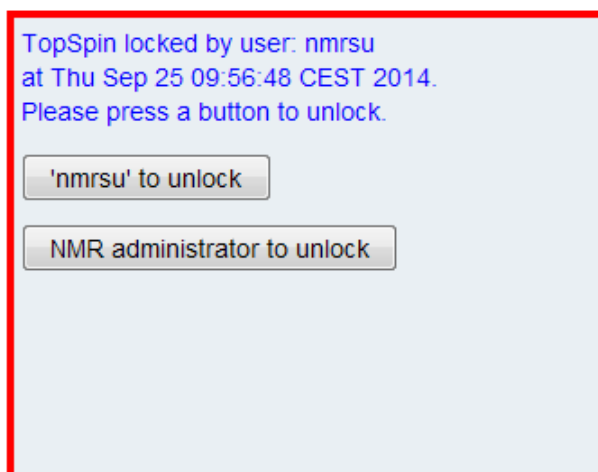 TopSpin locked by user: nmrsu
at Thu Sep 25 09:56:48 CEST 2014.
Please press a button to unlock.
'nmrsu' to unlock
NMR administrator to unlock